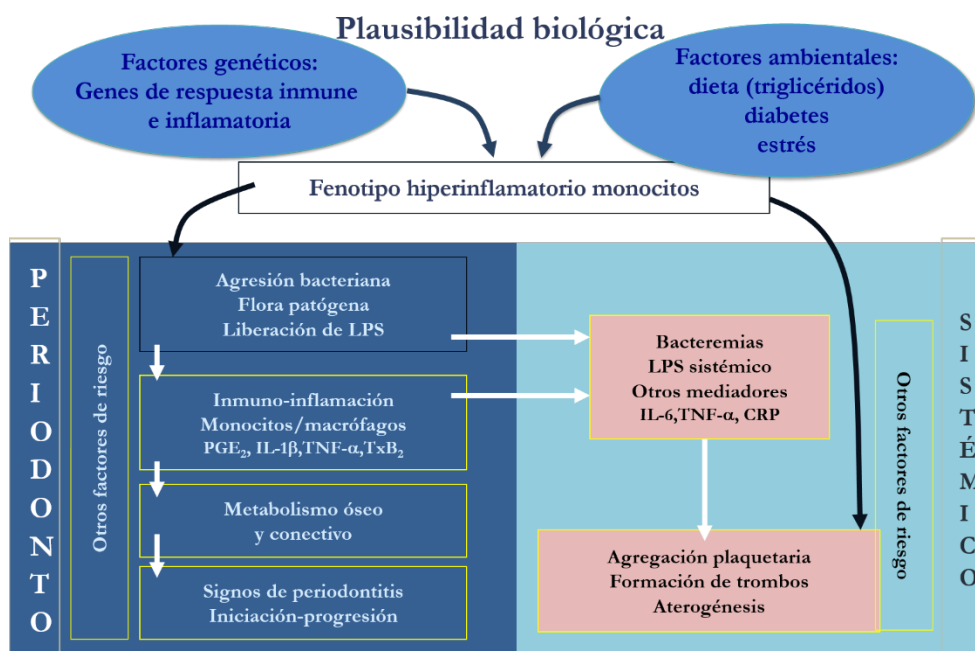 Plausibilidad biológica
Factores genéticos:
Genes de respuesta inmune
e inflamatoria
Factores ambientales:
dieta (triglicéridos)
diabetes
estrés
Fenotipo hiperinflamatorio monocitos
PERIODONTO
Otros factores de riesgo
Agresión bacteriana
Flora patógena
Liberación de LPS
Inmuno-inflamación
Monocitos/macrófagos
PGE₂, IL-1β,TNF-α,TxB₂
Metabolismo óseo
y conectivo
Signos de periodontitis
Iniciación-progresión
Bacteremias
LPS sistémico
Otros mediadores
IL-6,TNF-α, CRP
Agregación plaquetaria
Formación de trombos
Aterogénesis
Otros factores de riesgo
SISTÉMICO